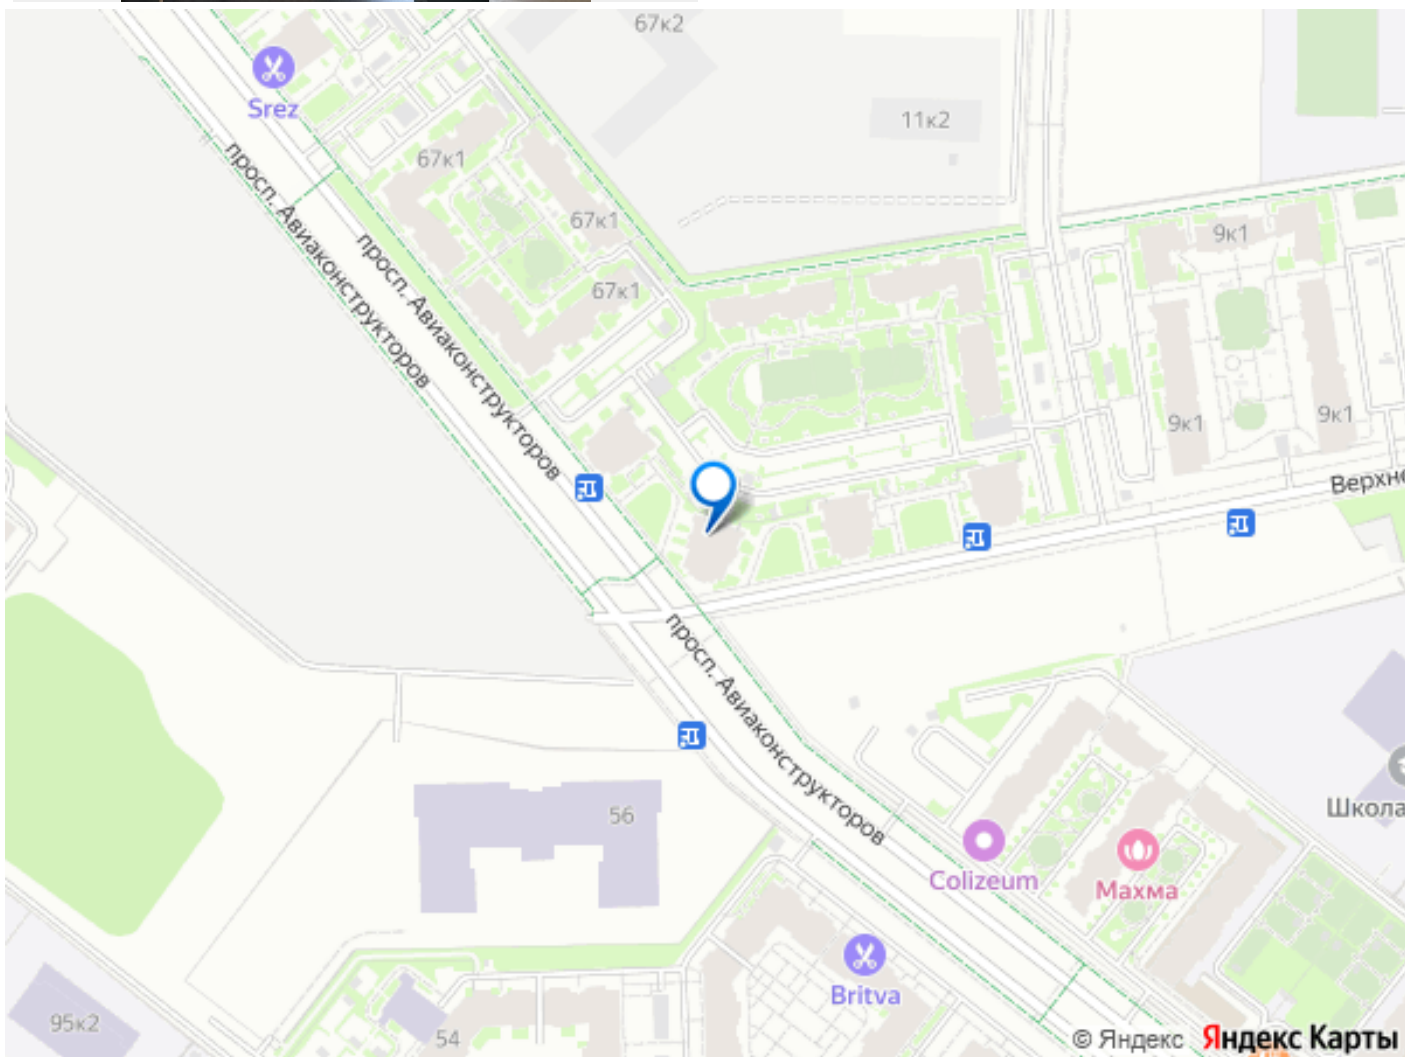 67к2
Srez
11к2
67к1
просп. Авиаконструкторов
67к1
9к1
просп. Авиаконструкторов
67к1
9к1
9к1
Верхне
просп. Авиаконструкторов
Школа
56
Colizeum
Махма
Britva
95к2
54
© Яндекс Яндекс Карты